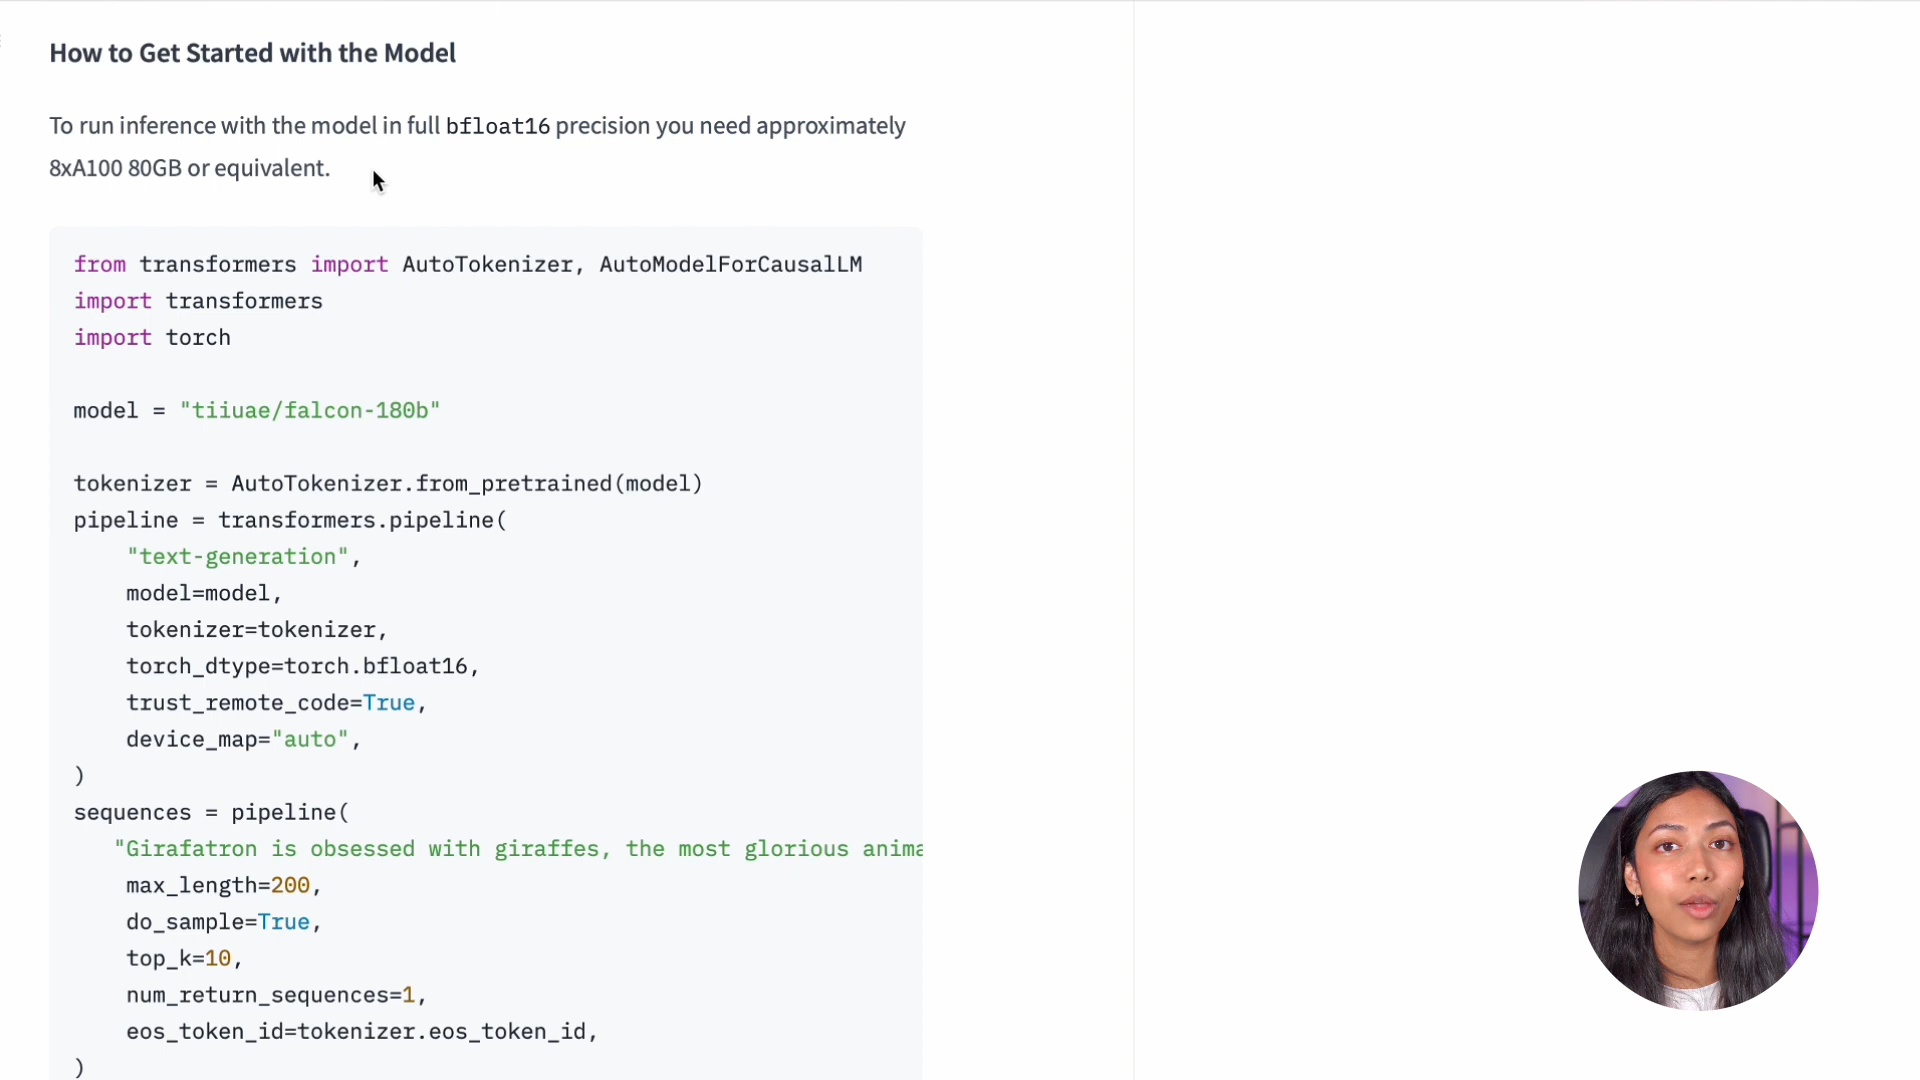 How to Get Started with the Model
To run inference with the model in full bfloat16 precision you need approximately
8xA100 80GB or equivalent.
from transformers import AutoTokenizer, AutoModelForCausalLM
import transformers
import torch
model = "tiiuae/falcon-180b"
tokenizer = AutoTokenizer.from_pretrained(model)
pipeline = transformers.pipeline(
    "text-generation",
    model=model,
    tokenizer=tokenizer,
    torch_dtype=torch.bfloat16,
    trust_remote_code=True,
    device_map="auto",
)
sequences = pipeline(
   "Girafatron is obsessed with giraffes, the most glorious anima
    max_length=200,
    do_sample=True,
    top_k=10,
    num_return_sequences=1,
    eos_token_id=tokenizer.eos_token_id,
)